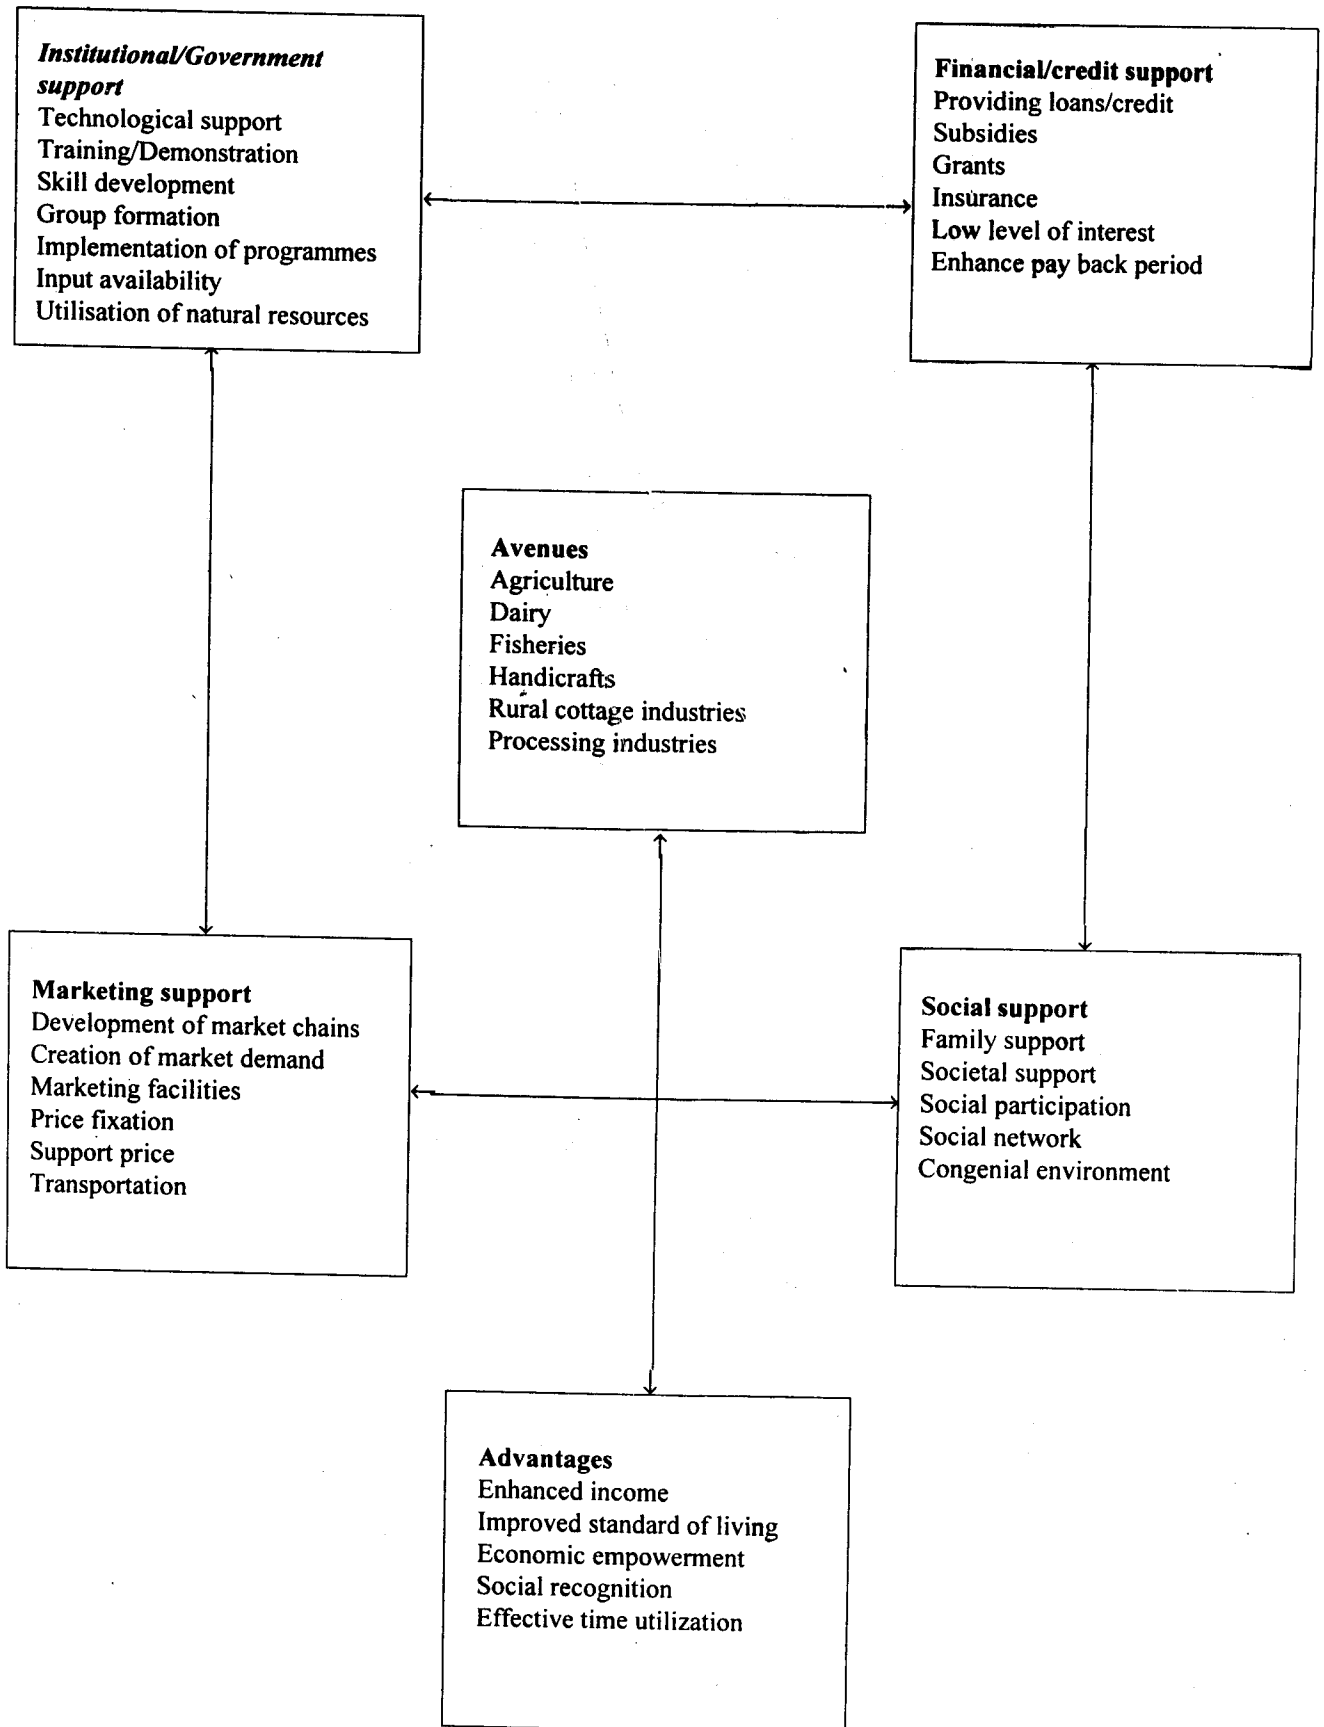 Institutional/Government
support
Technological support
Training/Demonstration
Skill development
Group formation
Implementation of programmes
Input availability
Utilisation of natural resources
Financial/credit support
Providing loans/credit
Subsidies
Grants
Insurance
Low level of interest
Enhance pay back period
Avenues
Agriculture
Dairy
Fisheries
Handicrafts
Rural cottage industries
Processing industries
Marketing support
Development of market chains
Creation of market demand
Marketing facilities
Price fixation
Support price
Transportation
Social support
Family support
Societal support
Social participation
Social network
Congenial environment
Advantages
Enhanced income
Improved standard of living
Economic empowerment
Social recognition
Effective time utilization